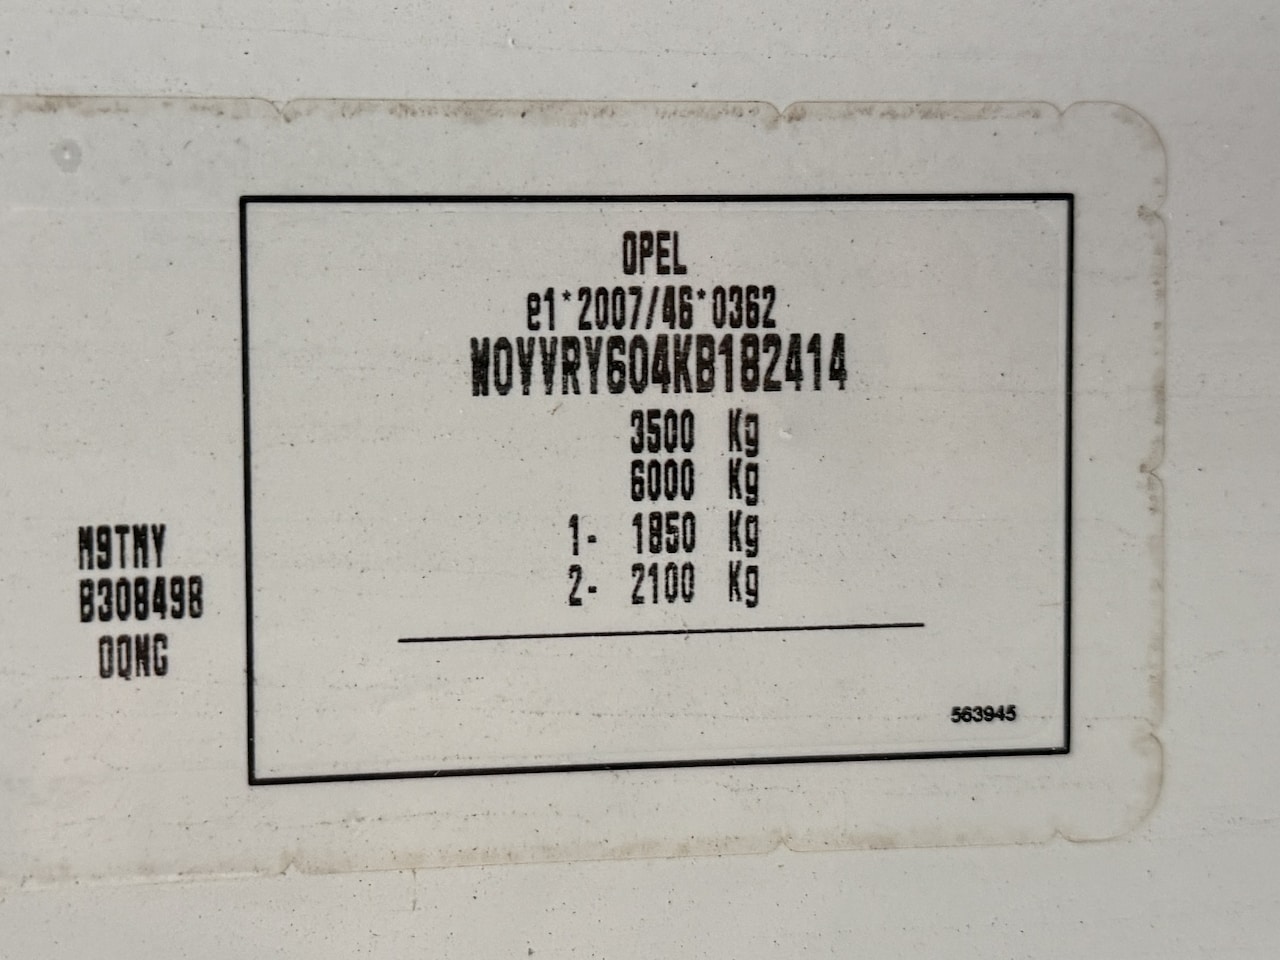 OPEL
e1*2007/46*0362
W0VVRY604KB182414
3500 Kg
6000 Kg
1- 1850 Kg
2- 2100 Kg
M9TMY
B308498
0QNG
563945